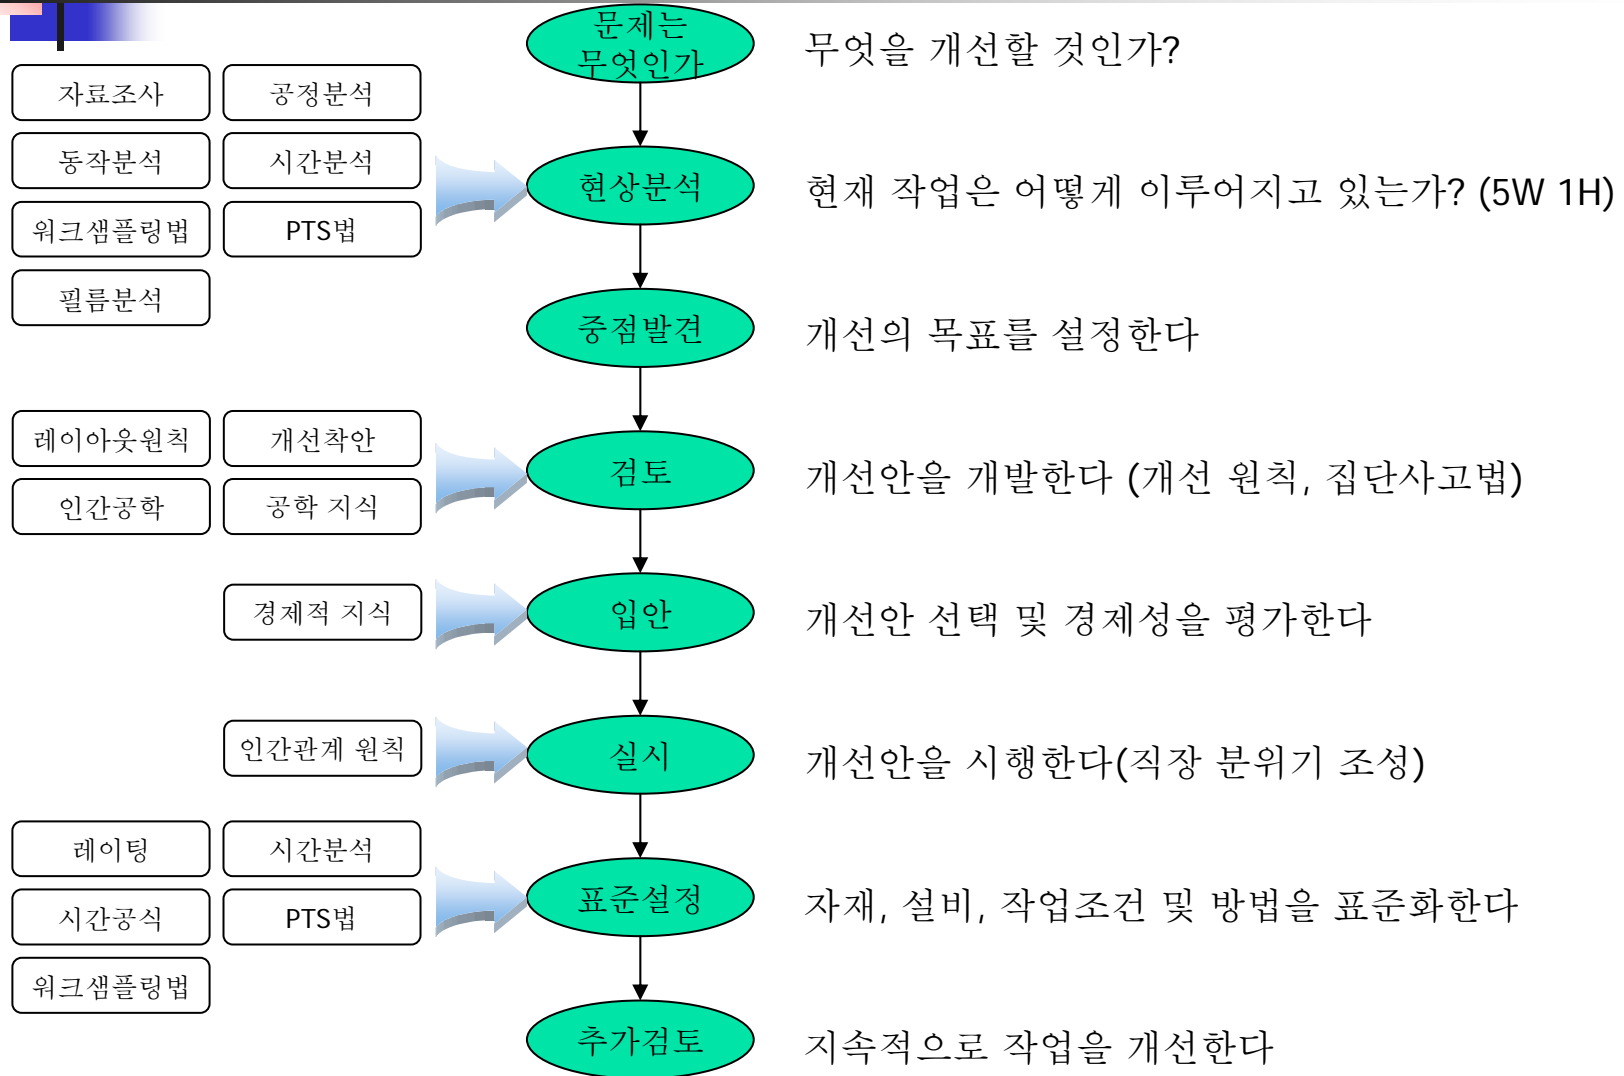 문제는
무엇인가
무엇을 개선할 것인가?
자료조사
공정분석
동작분석
시간분석
워크샘플링법
PTS법
필름분석
현상분석
현재 작업은 어떻게 이루어지고 있는가? (5W 1H)
중점발견
개선의 목표를 설정한다
레이아웃원칙
개선착안
인간공학
공학 지식
검토
개선안을 개발한다 (개선 원칙, 집단사고법)
경제적 지식
입안
개선안 선택 및 경제성을 평가한다
인간관계 원칙
실시
개선안을 시행한다(직장 분위기 조성)
레이팅
시간분석
시간공식
PTS법
워크샘플링법
표준설정
자재, 설비, 작업조건 및 방법을 표준화한다
추가검토
지속적으로 작업을 개선한다